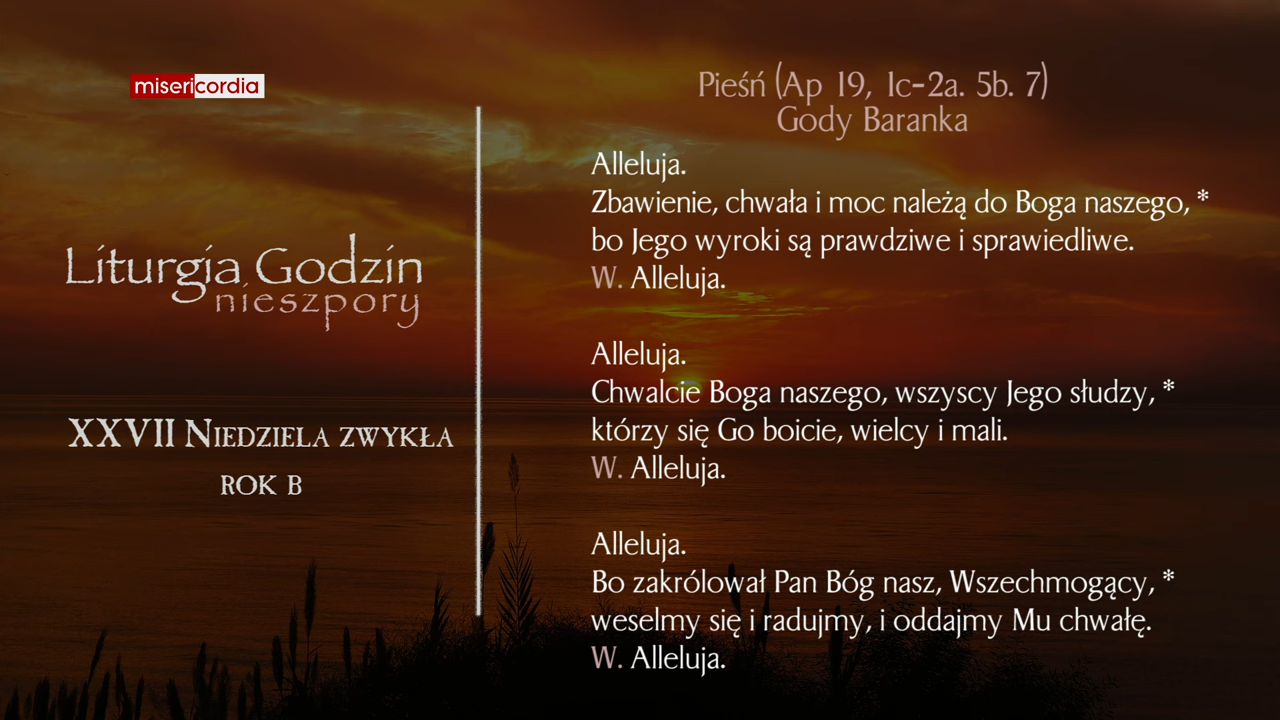 misericordia
Liturgia Godzin
nieszpory
XXVII Niedziela zwykła
rok B
Pieśń (Ap 19, 1c-2a. 5b. 7)
Gody Baranka
Alleluja.
Zbawienie, chwała i moc należą do Boga naszego, *
bo Jego wyroki są prawdziwe i sprawiedliwe.
W. Alleluja.
Alleluja.
Chwalcie Boga naszego, wszyscy Jego słudzy, *
którzy się Go boicie, wielcy i mali.
W. Alleluja.
Alleluja.
Bo zakrólował Pan Bóg nasz, Wszechmogący, *
weselmy się i radujmy, i oddajmy Mu chwałę.
W. Alleluja.